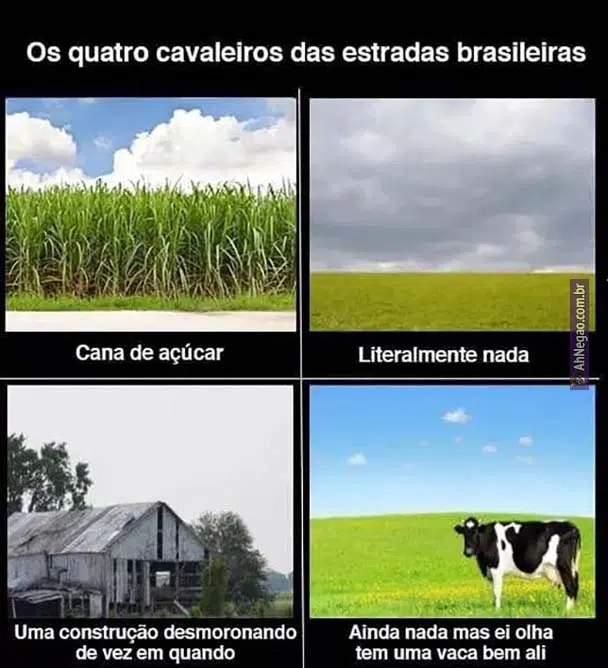 Os quatro cavaleiros das estradas brasileiras
Cana de açúcar
Literalmente nada
AhNegao.com.br
Uma construção desmoronando
de vez em quando
Ainda nada mas ei olha
tem uma vaca bem ali